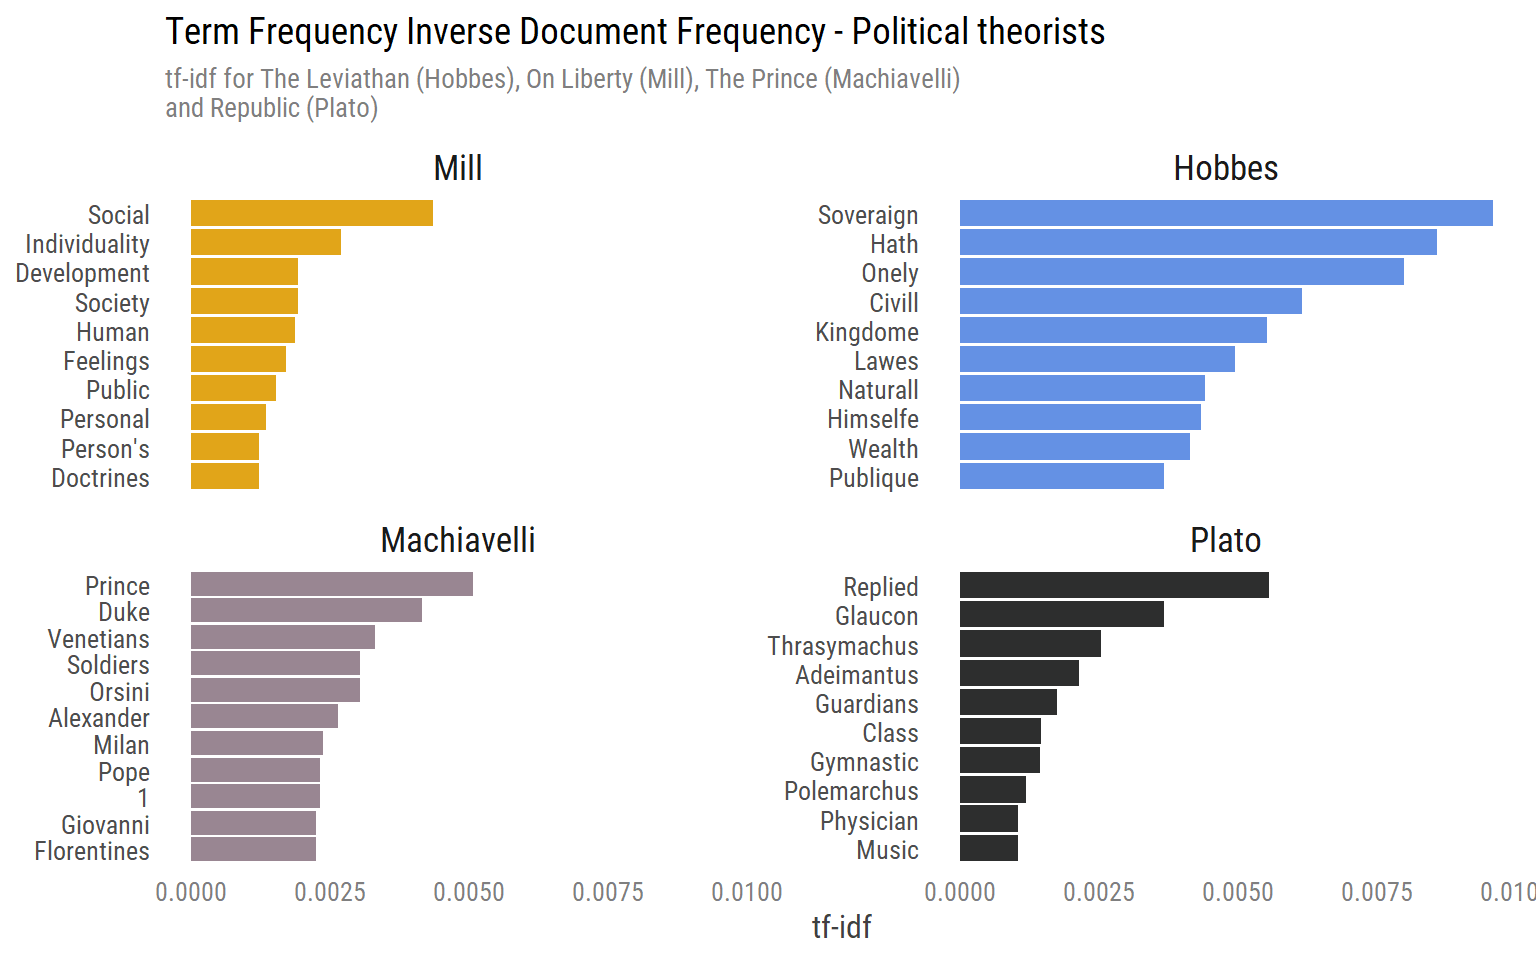 Term Frequency Inverse Document Frequency - Political theorists
tf-idf for The Leviathan (Hobbes), On Liberty (Mill), The Prince (Machiavelli)
and Republic (Plato)
Mill
Social
Individuality
Development
Society
Human
Feelings
Public
Personal
Person's
Doctrines
Hobbes
Soveraign
Hath
Onely
Civill
Kingdome
Lawes
Naturall
Himselfe
Wealth
Publique
Machiavelli
Prince
Duke
Venetians
Soldiers
Orsini
Alexander
Milan
Pope
1
Giovanni
Florentines
Plato
Replied
Glaucon
Thrasymachus
Adeimantus
Guardians
Class
Gymnastic
Polemarchus
Physician
Music
0.0000 0.0025 0.0050 0.0075 0.0100
0.0000 0.0025 0.0050 0.0075 0.010
tf-idf